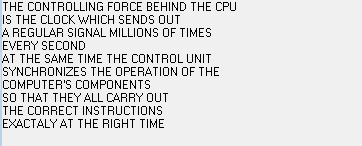 THE CONTROLLING FORCE BEHIND THE CPU
IS THE CLOCK WHICH SENDS OUT
A REGULAR SIGNAL MILLIONS OF TIMES
EVERY SECOND
AT THE SAME TIME THE CONTROL UNIT
SYNCHRONIZES THE OPERATION OF THE
COMPUTER'S COMPONENTS
SO THAT THEY ALL CARRY OUT
THE CORRECT INSTRUCTIONS
EXACTALY AT THE RIGHT TIME